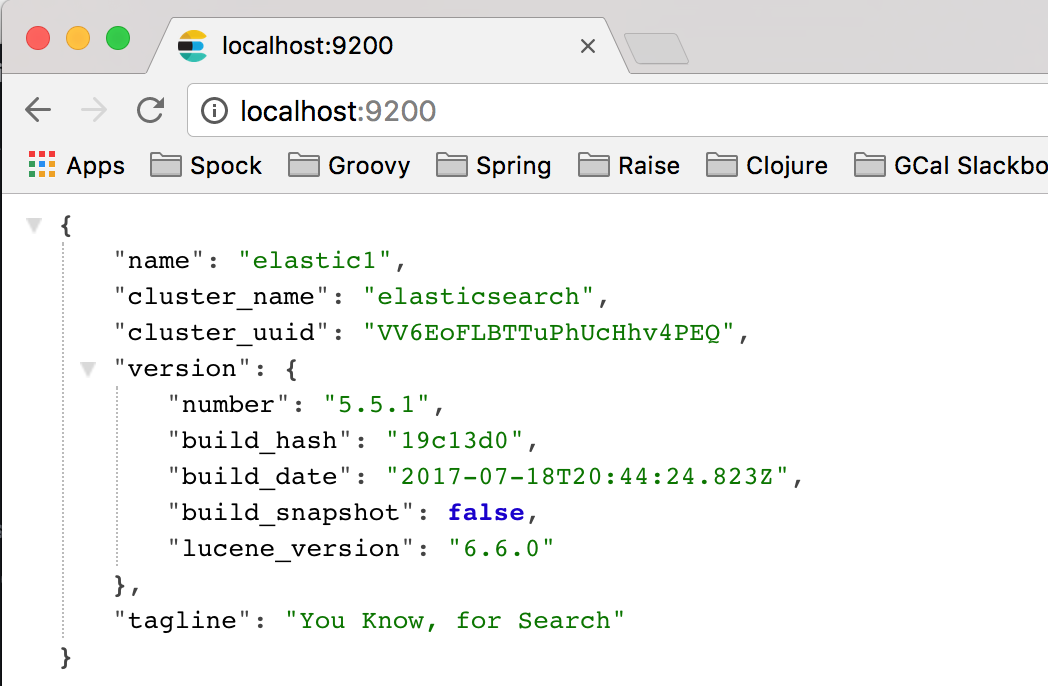 localhost:9200
localhost:9200
Apps Spock Groovy Spring Raise Clojure GCal Slackbo
{
"name": "elastic1",
"cluster_name": "elasticsearch",
"cluster_uuid": "VV6EoFLBTTuPhUcHhv4PEQ",
"version": {
"number": "5.5.1",
"build_hash": "19c13d0",
"build_date": "2017-07-18T20:44:24.823Z",
"build_snapshot": false,
"lucene_version": "6.6.0"
},
"tagline": "You Know, for Search"
}